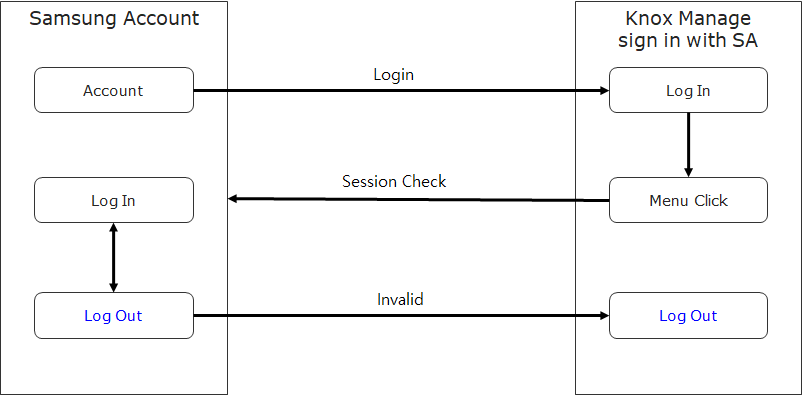 Samsung Account
Knox Manage
sign in with SA
Account
Login
Log In
Log In
Session Check
Menu Click
Log Out
Invalid
Log Out